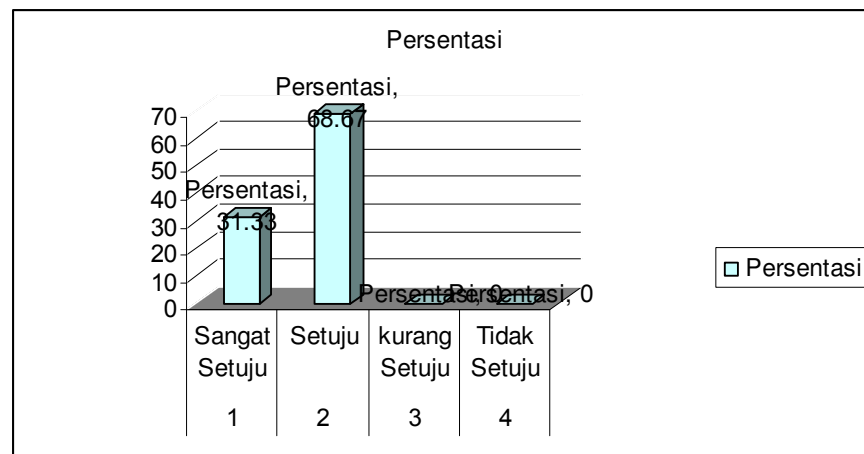 Persentasi
Persentasi,
68.67
Persentasi,
31.33
Persentasi, 0
Persentasi, 0
70
60
50
40
30
20
10
0
Sangat
Setuju
Setuju
kurang
Setuju
Tidak
Setuju
1
2
3
4
Persentasi